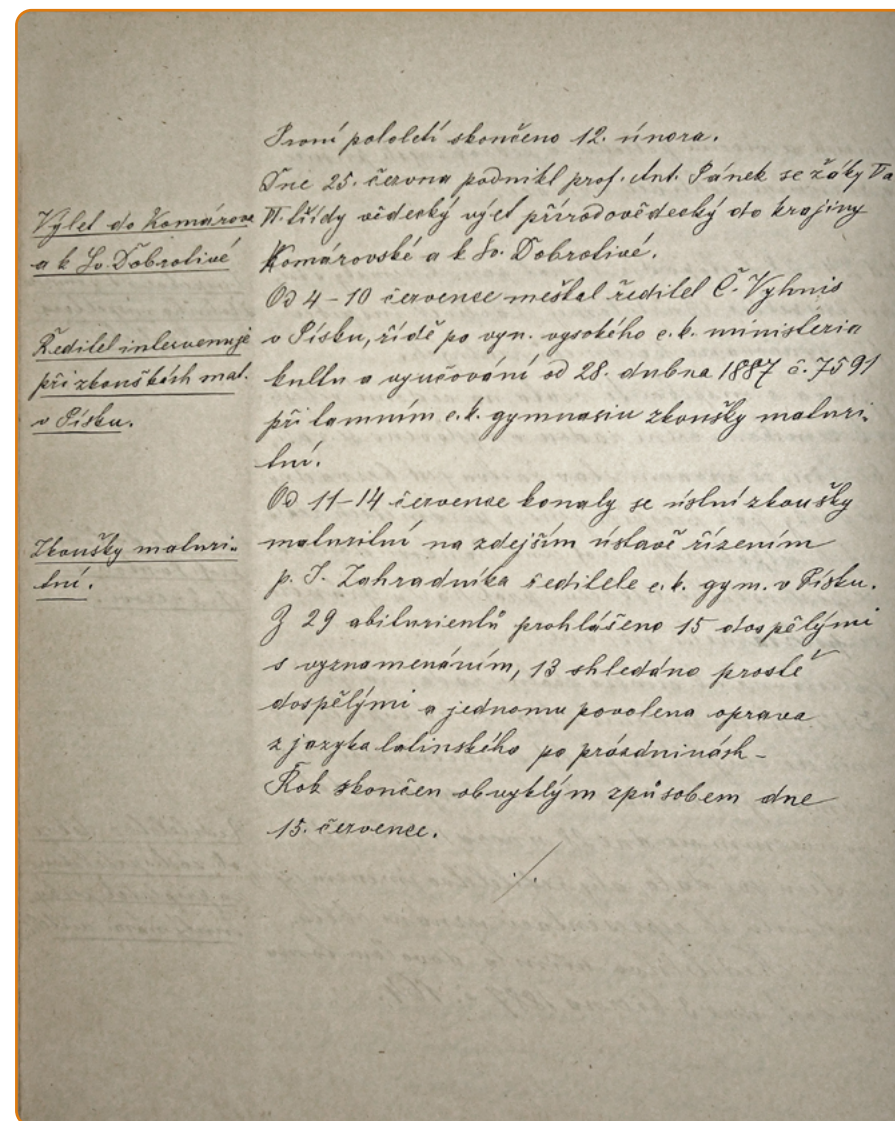 První pololetí skončeno 12. února.
Dne 25. června podnikl prof. Ant. Pánek se žáky V a
VI. třídy vědecký výlet přírodovědecký do krajiny
Komárovské a k Sv. Dobrotivé.
Výlet do Komárova
a k Sv. Dobrotivé
Od 4-10 července meškal ředitel Č. Vyhnis
v Písku, řídě po vyn. vysokého c. k. ministeria
kultu a vyučování od 28. dubna 1887 č. 7591
při tamním c. k. gymnasiu zkoušky maturi-
tní.
Ředitel intervenuje
při zkouškách mat.
v Písku.
Od 11-14 července konaly se ústní zkoušky
maturitní na zdejším ústavě řízením
p. J. Zahradníka ředitele c. k. gym. v Písku.
Z 29 abiturientů prohlášeno 15 dospělými
s vyznamenáním, 13 shledáno prostě
dospělými a jednomu povolena oprava
z jazyka latinského po prázdninách-
Zkoušky maturi-
tní.
Rok skončen obvyklým způsobem dne
15. července.